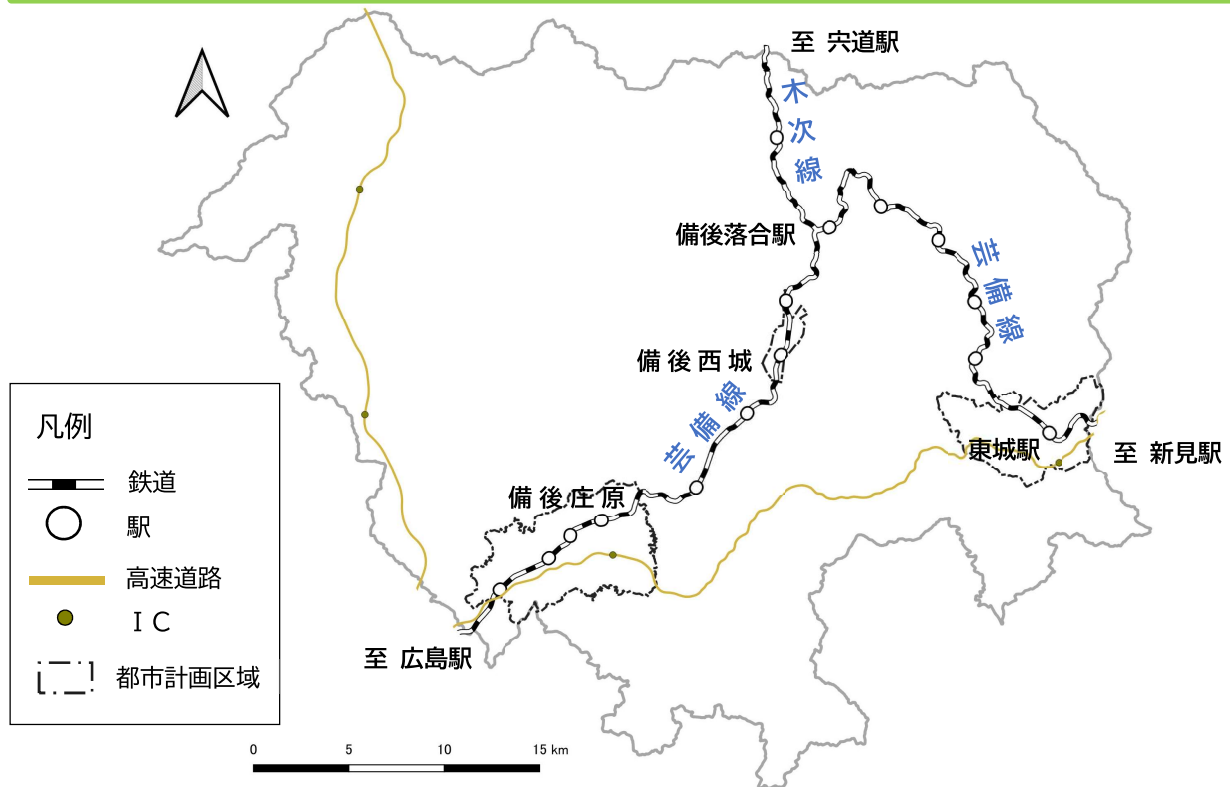 至 宍道駅
木次線
備後落合駅
芸備線
備後西城
芸備線
東城駅
至 新見駅
備後庄原
至 広島駅
凡例
鉄道
駅
高速道路
ＩＣ
都市計画区域
0 5 10 15 km